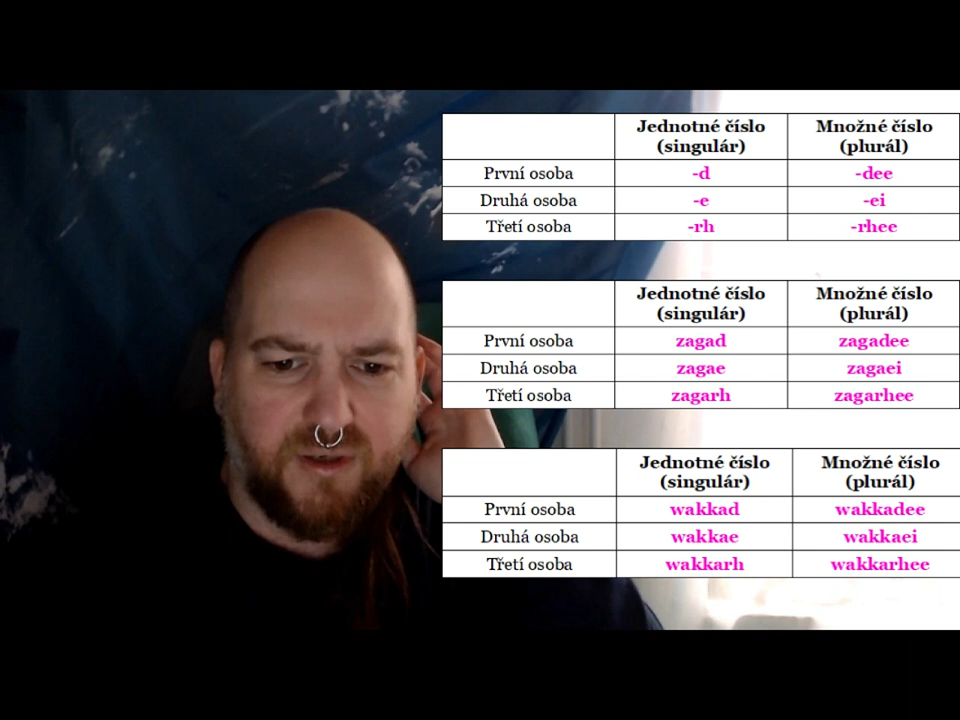 Jednotné číslo Množné číslo
(singulár) (plurál)
První osoba -d -dee
Druhá osoba -e -ei
Třetí osoba -rh -rhee
Jednotné číslo Množné číslo
(singulár) (plurál)
První osoba zagad zagadee
Druhá osoba zagae zagaei
Třetí osoba zagarh zagarhee
Jednotné číslo Množné číslo
(singulár) (plurál)
První osoba wakkad wakkadee
Druhá osoba wakkae wakkaei
Třetí osoba wakkarh wakkarhee